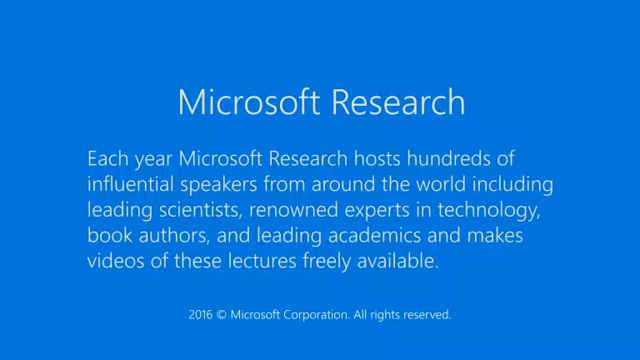 Microsoft Research
Each year Microsoft Research hosts hundreds of
influential speakers from around the world including
leading scientists, renowned experts in technology,
book authors, and leading academics and makes
videos of these lectures freely available.
2016 © Microsoft Corporation. All rights reserved.